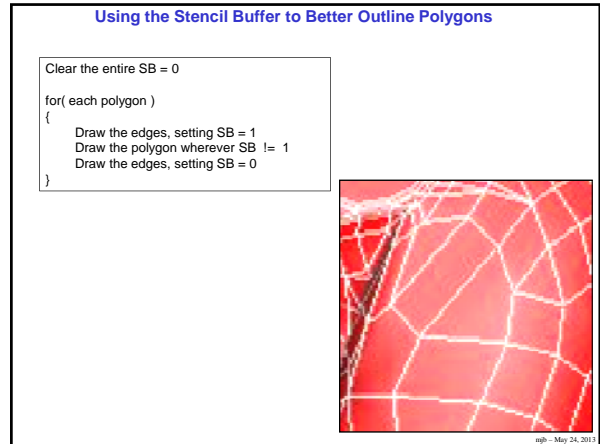 Using the Stencil Buffer to Better Outline Polygons
Clear the entire SB = 0
for( each polygon )
{
Draw the edges, setting SB = 1
Draw the polygon wherever SB != 1
Draw the edges, setting SB = 0
}
mjb – May 24, 2013